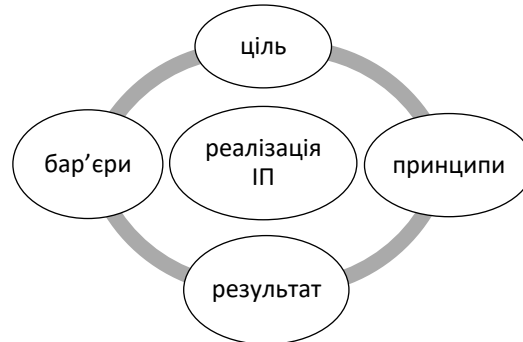 ціль
бар’єри
реалізація
ІП
принципи
результат